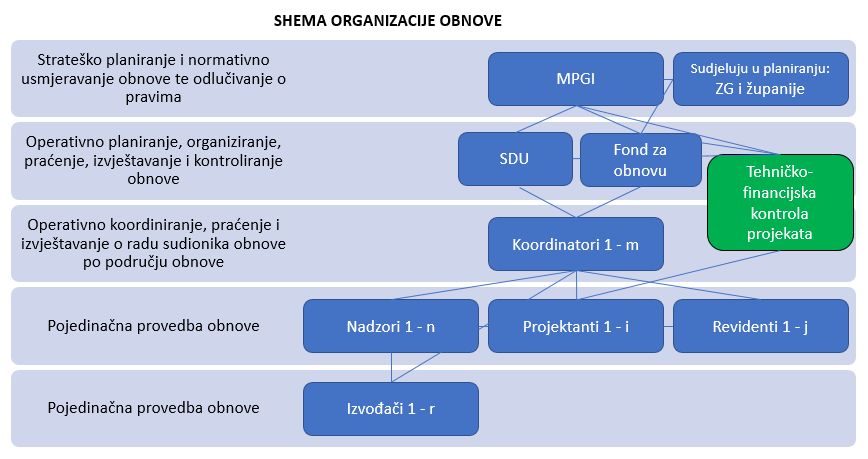 SHEMA ORGANIZACIJE OBNOVE
Strateško planiranje i normativno
usmjeravanje obnove te odlučivanje o
pravima
MPGI
Sudjeluju u planiranju:
ZG i županije
Operativno planiranje, organiziranje,
praćenje, izvještavanje i kontroliranje
obnove
SDU
Fond za
obnovu
Tehničko-
financijska
kontrola
projekata
Operativno koordiniranje, praćenje i
izvještavanje o radu sudionika obnove
po području obnove
Koordinatori 1 - m
Pojedinačna provedba obnove
Nadzori 1 - n
Projektanti 1 - i
Revidenti 1 - j
Pojedinačna provedba obnove
Izvođači 1 - r